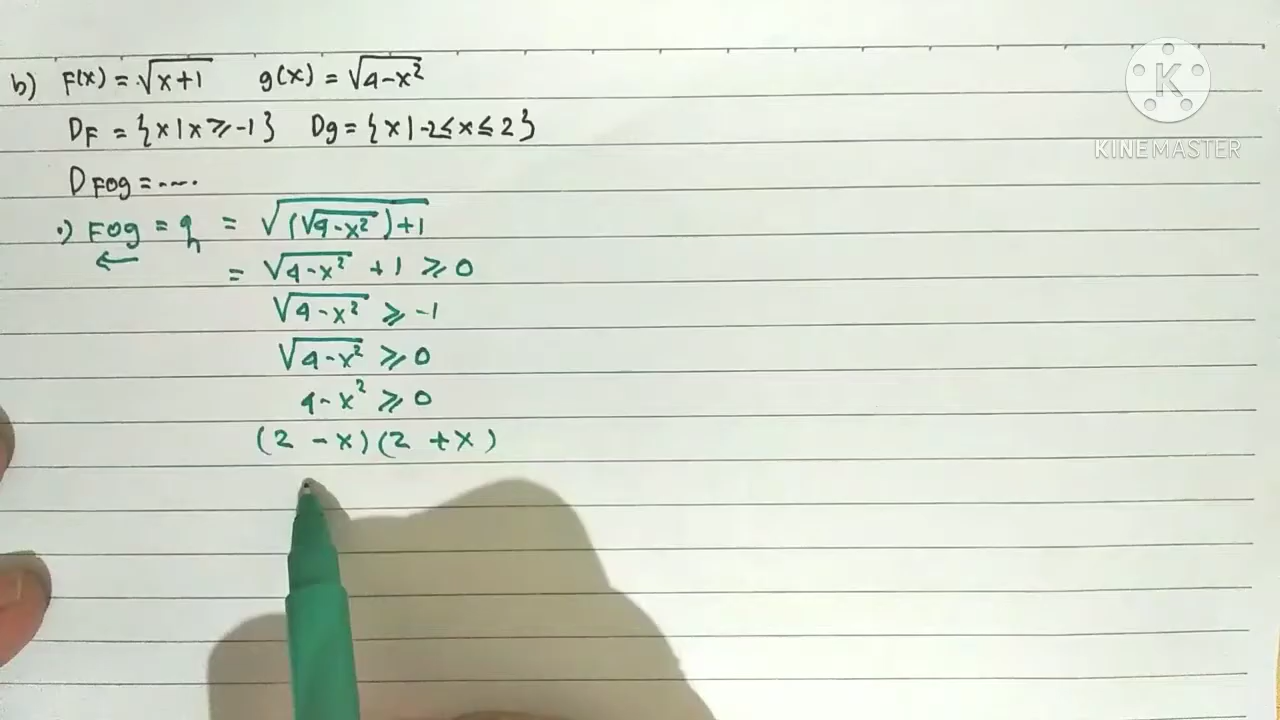 b) F(x) = √x+1 g(x) = √4-x²
DF = {x|x ≥ -1} Dg = {x|-2 ≤ x ≤ 2}
DFog = ....
•) Fog = = √(√4-x²)+1
= √4-x² + 1 ≥ 0
√4-x² ≥ -1
√4-x² ≥ 0
4-x² ≥ 0
(2 - x)(2 + x)
K
KINEMASTER